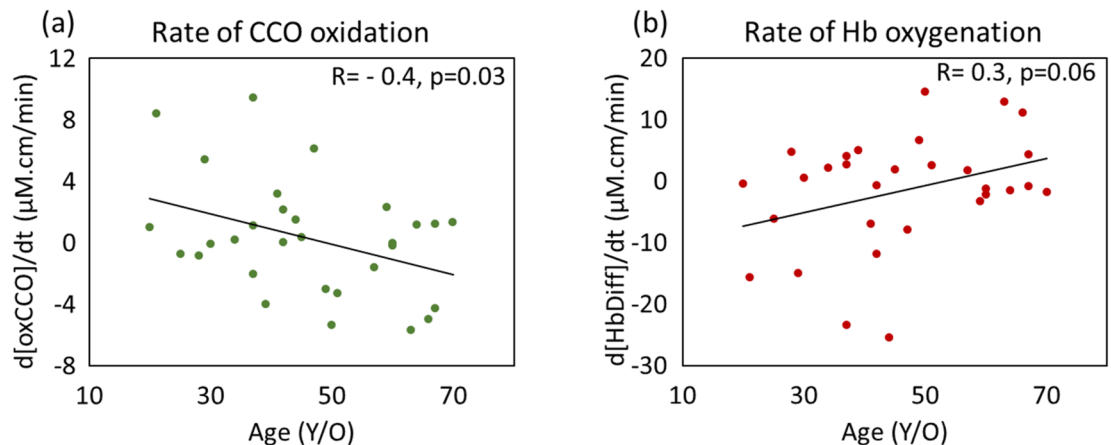 (a)
Rate of CCO oxidation
R= - 0.4, p=0.03
d[oxCCO]/dt (μM.cm/min)
12
8
4
0
-4
-8
10
30
50
70
Age (Y/O)
(b)
Rate of Hb oxygenation
R= 0.3, p=0.06
d[HbDiff]/dt (μM.cm/min)
20
10
0
-10
-20
-30
10
30
50
70
Age (Y/O)